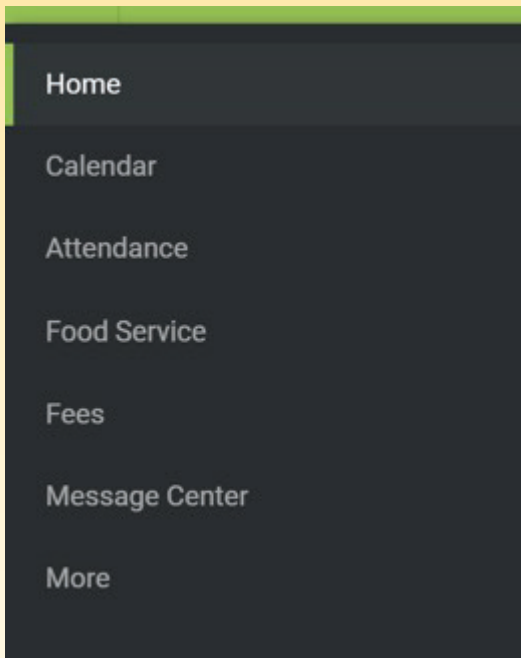 Home
Calendar
Attendance
Food Service
Fees
Message Center
More